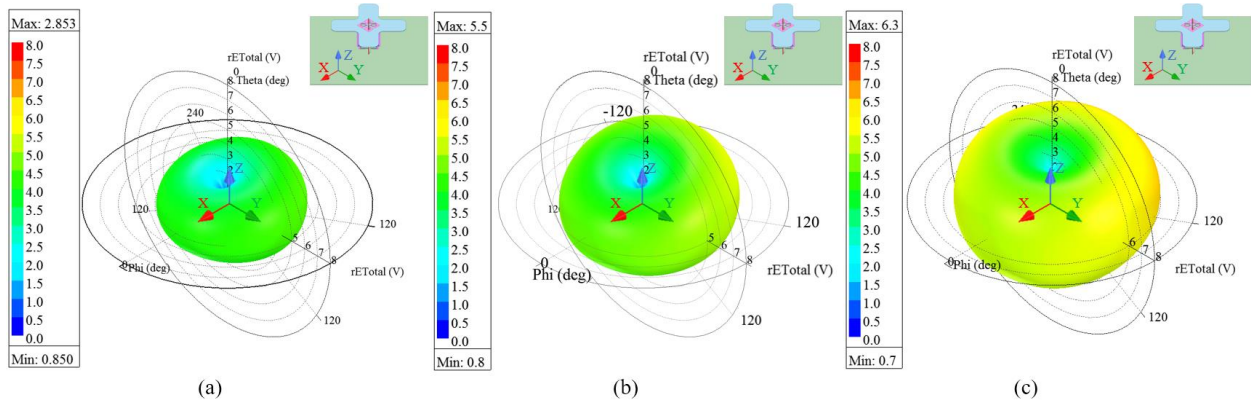 Max: 2.853
8.0
7.5
7.0
6.5
6.0
5.5
5.0
4.5
4.0
3.5
3.0
2.5
2.0
1.5
1.0
0.5
0.0
Min: 0.850
rETotal (V)
0
Theta (deg)
8
7
6
5
4
3
2
240
Z
X
Y
120
120
0
Phi (deg)
5
6
7
8
rETotal (V)
120
Z
X
Y
(a)
Max: 5.5
8.0
7.5
7.0
6.5
6.0
5.5
5.0
4.5
4.0
3.5
3.0
2.5
2.0
1.5
1.0
0.5
0.0
Min: 0.8
rETotal (V)
0
Theta (deg)
8
7
6
5
4
3
2
-120
Z
X
Y
120
0
Phi (deg)
5
6
7
8
rETotal (V)
120
Z
X
Y
(b)
Max: 6.3
8.0
7.5
7.0
6.5
6.0
5.5
5.0
4.5
4.0
3.5
3.0
2.5
2.0
1.5
1.0
0.5
0.0
Min: 0.7
rETotal (V)
0
Theta (deg)
8
7
6
5
4
3
2
Z
X
Y
120
0
Phi (deg)
6
7
8
rETotal (V)
120
Z
X
Y
(c)